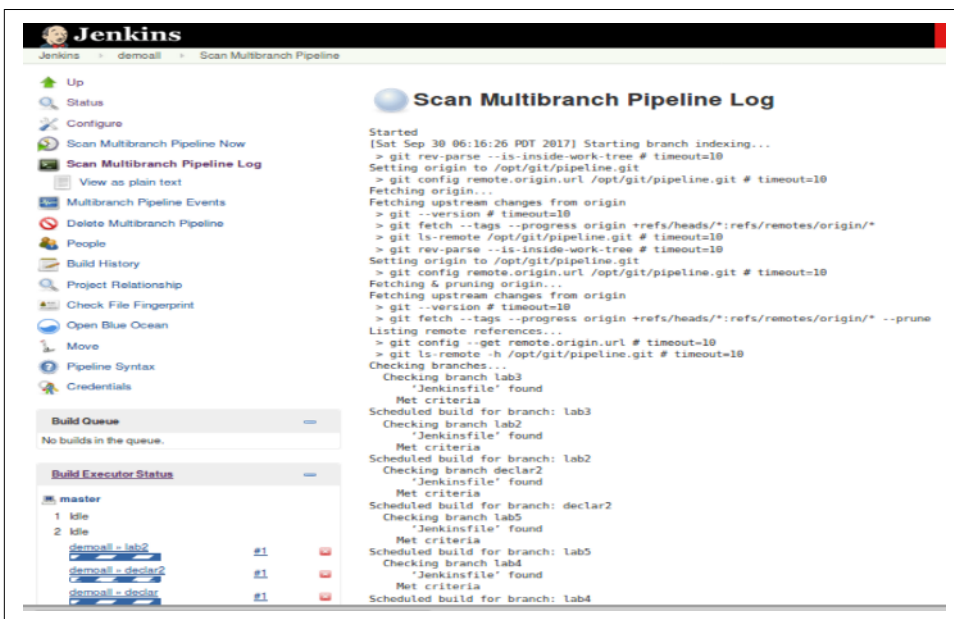 Jenkins
Jenkins › demoall › Scan Multibranch Pipeline
Up
Status
Configure
Scan Multibranch Pipeline Now
Scan Multibranch Pipeline Log
View as plain text
Multibranch Pipeline Events
Delete Multibranch Pipeline
People
Build History
Project Relationship
Check File Fingerprint
Open Blue Ocean
Move
Pipeline Syntax
Credentials
Build Queue
No builds in the queue.
Build Executor Status
master
1 Idle
2 Idle
demoall » lab2 #1
demoall » declar2 #1
demoall » declar #1
Scan Multibranch Pipeline Log
Started
[Sat Sep 30 06:16:26 PDT 2017] Starting branch indexing...
> git rev-parse --is-inside-work-tree # timeout=10
Setting origin to /opt/git/pipeline.git
> git config remote.origin.url /opt/git/pipeline.git # timeout=10
Fetching origin...
Fetching upstream changes from origin
> git --version # timeout=10
> git fetch --tags --progress origin +refs/heads/*:refs/remotes/origin/*
> git ls-remote /opt/git/pipeline.git # timeout=10
> git rev-parse --is-inside-work-tree # timeout=10
Setting origin to /opt/git/pipeline.git
> git config remote.origin.url /opt/git/pipeline.git # timeout=10
Fetching & pruning origin...
Fetching upstream changes from origin
> git --version # timeout=10
> git fetch --tags --progress origin +refs/heads/*:refs/remotes/origin/* --prune
Listing remote references...
> git config --get remote.origin.url # timeout=10
> git ls-remote -h /opt/git/pipeline.git # timeout=10
Checking branches...
Checking branch lab3
'Jenkinsfile' found
Met criteria
Scheduled build for branch: lab3
Checking branch lab2
'Jenkinsfile' found
Met criteria
Scheduled build for branch: lab2
Checking branch declar2
'Jenkinsfile' found
Met criteria
Scheduled build for branch: declar2
Checking branch lab5
'Jenkinsfile' found
Met criteria
Scheduled build for branch: lab5
Checking branch lab4
'Jenkinsfile' found
Met criteria
Scheduled build for branch: lab4